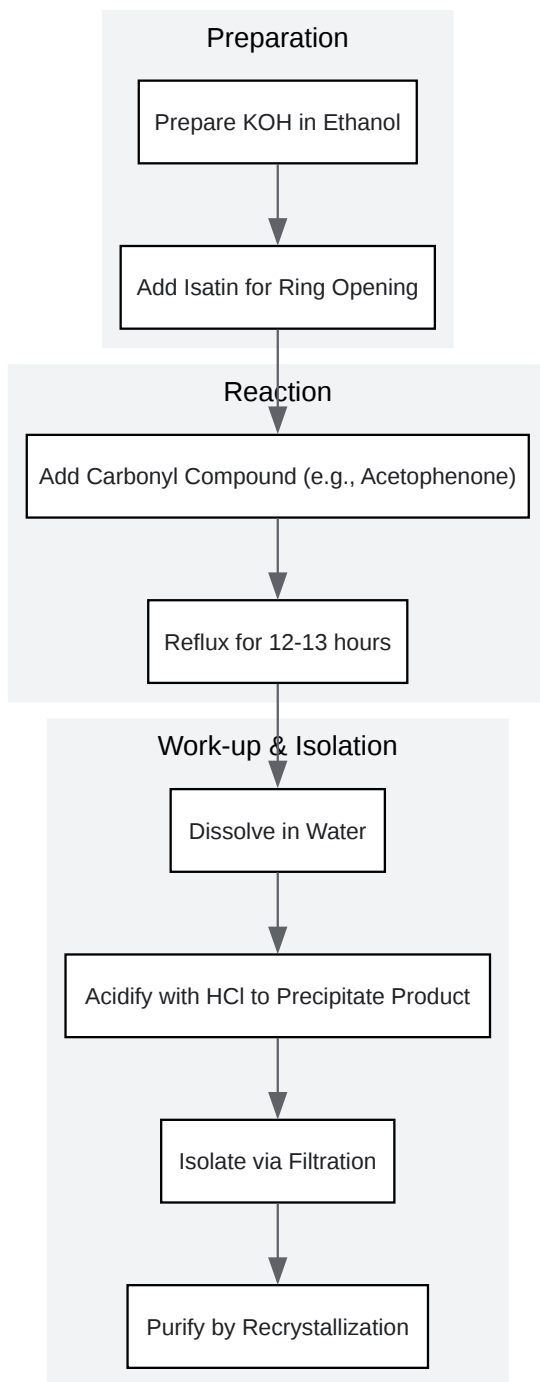 Preparation
Prepare KOH in Ethanol
Add Isatin for Ring Opening
Reaction
Add Carbonyl Compound (e.g., Acetophenone)
Reflux for 12-13 hours
Work-up & Isolation
Dissolve in Water
Acidify with HCl to Precipitate Product
Isolate via Filtration
Purify by Recrystallization